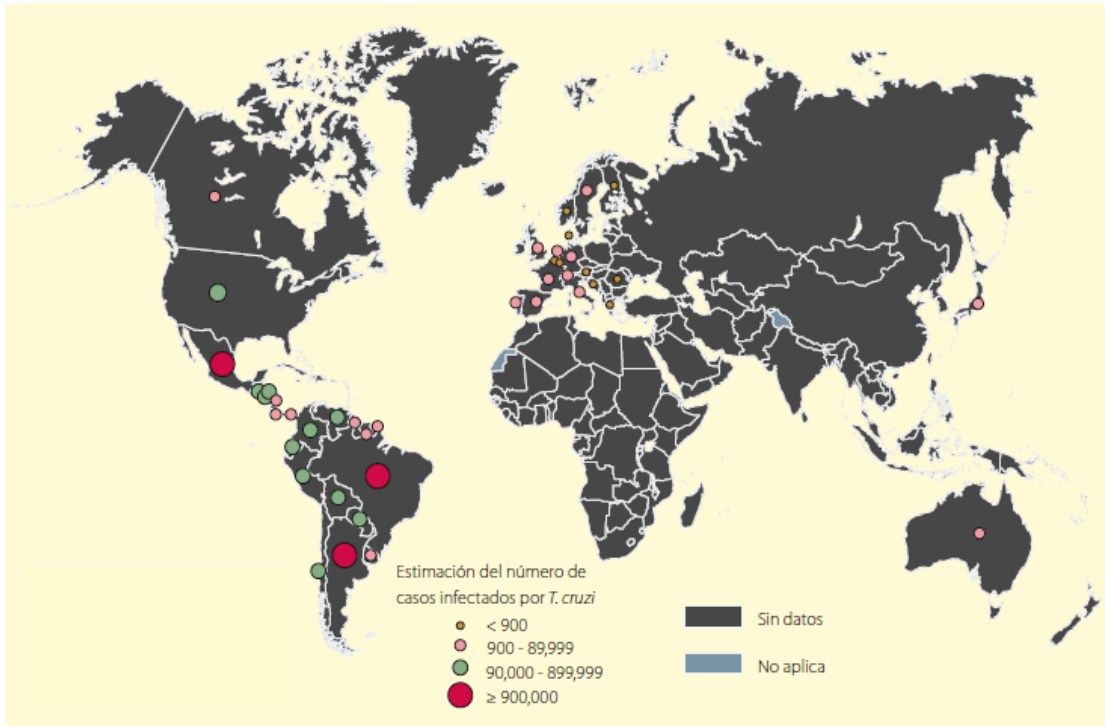 Estimación del número de
casos infectados por T. cruzi
< 900
900 - 89,999
90,000 - 899,999
≥ 900,000
Sin datos
No aplica